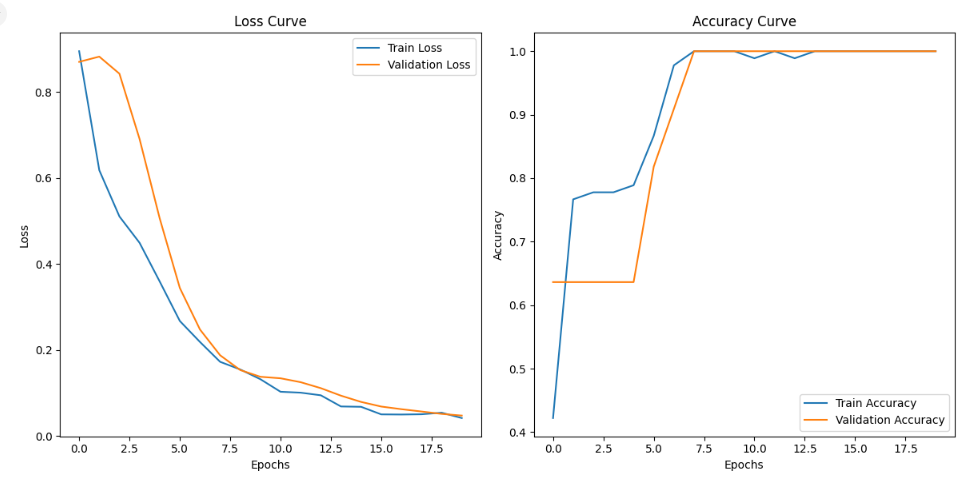 Loss Curve
Train Loss
Validation Loss
0.8
0.6
0.4
0.2
0.0
Loss
0.0 2.5 5.0 7.5 10.0 12.5 15.0 17.5
Epochs
Accuracy Curve
1.0
0.9
0.8
0.7
0.6
0.5
0.4
Accuracy
Train Accuracy
Validation Accuracy
0.0 2.5 5.0 7.5 10.0 12.5 15.0 17.5
Epochs